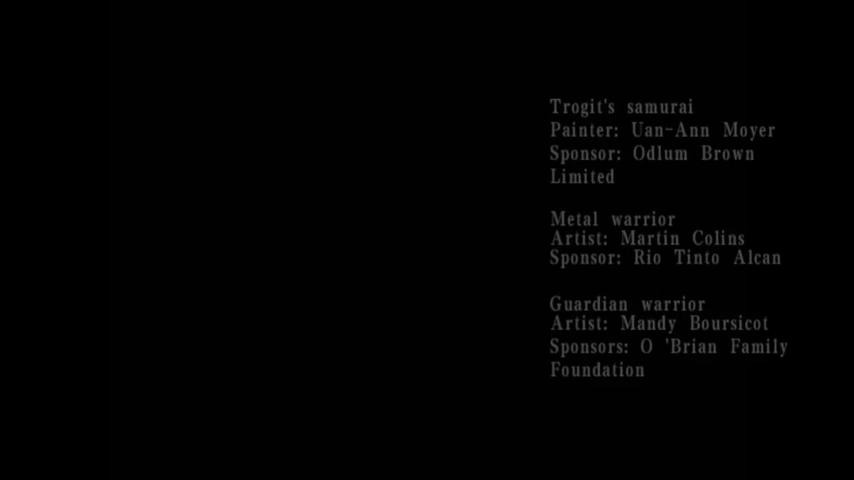 Trogit's samurai
Painter: Uan-Ann Moyer
Sponsor: Odlum Brown
Limited
Metal warrior
Artist: Martin Colins
Sponsor: Rio Tinto Alcan
Guardian warrior
Artist: Mandy Boursicot
Sponsors: O 'Brian Family
Foundation